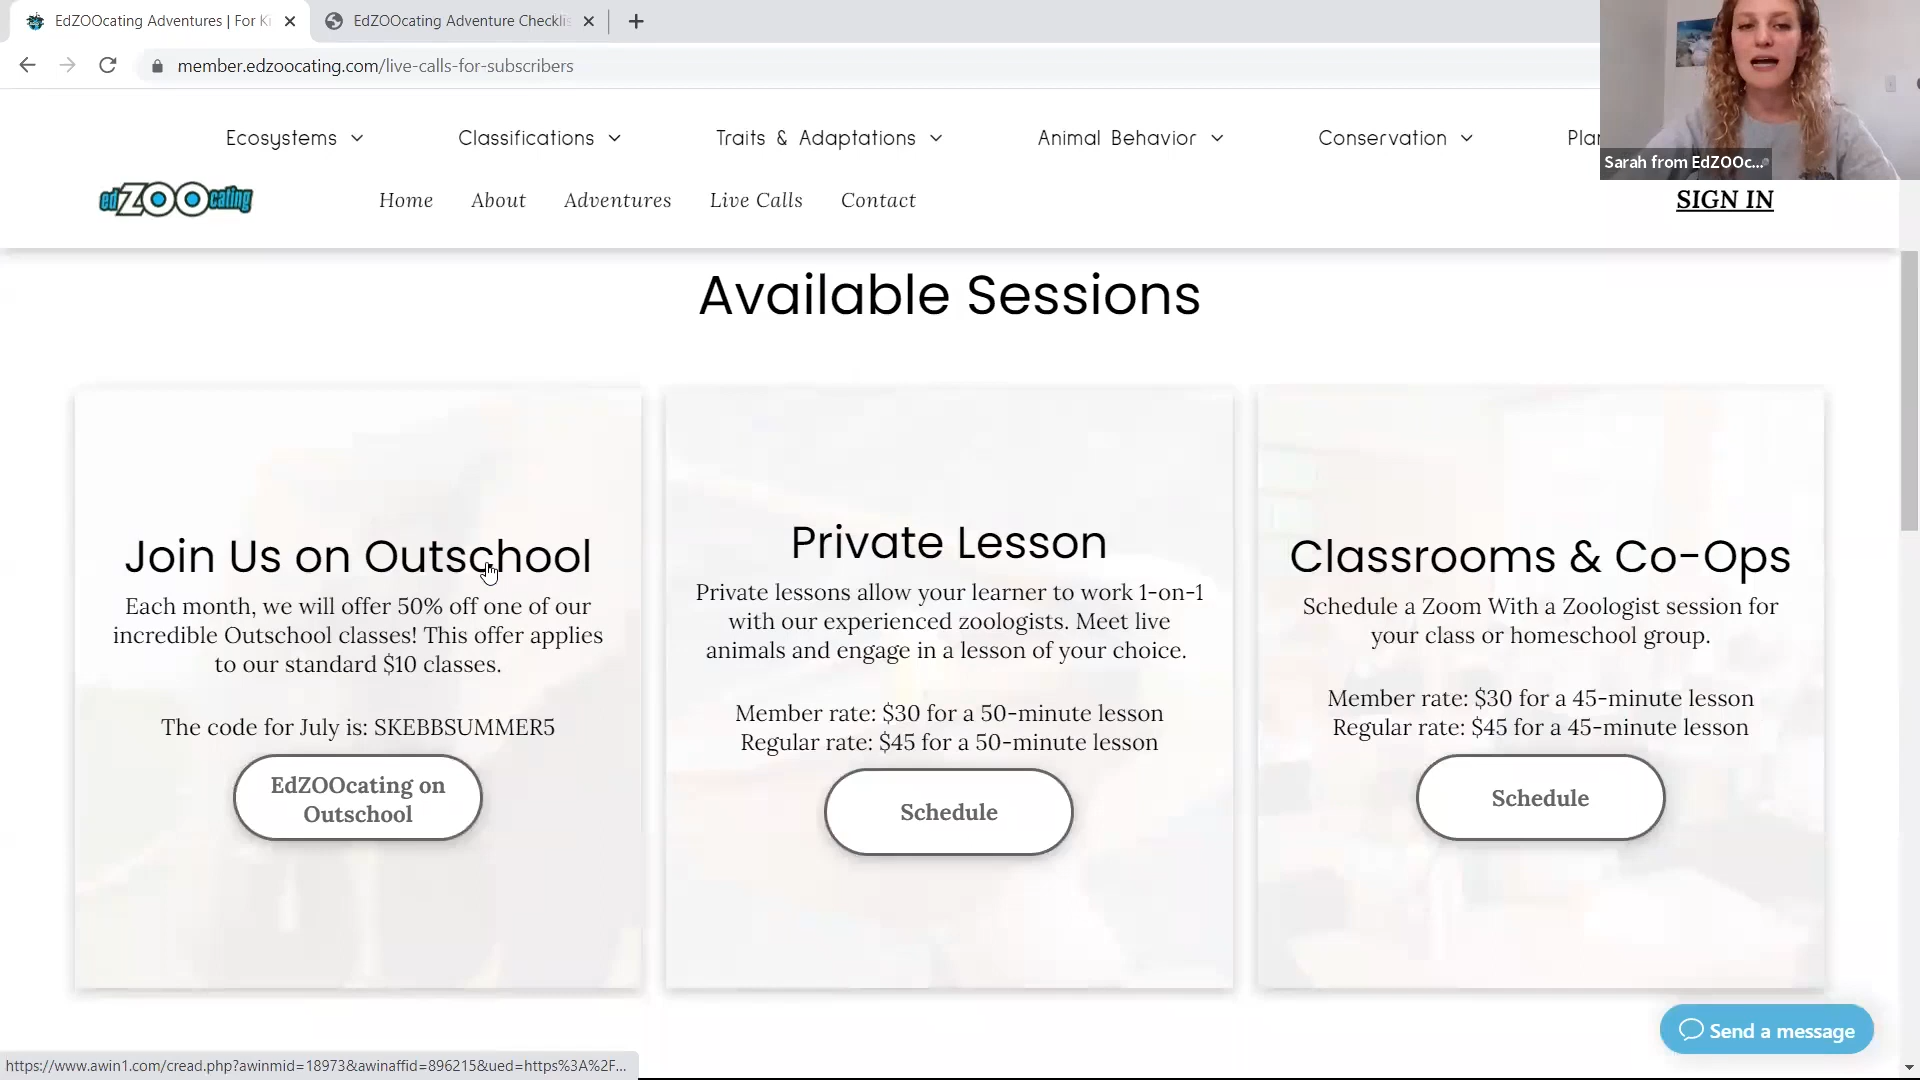 EdZOOcating Adventures | For Ki
EdZOOcating Adventure Checklis
member.edzoocating.com/live-calls-for-subscribers
Ecosystems
Classifications
Traits & Adaptations
Animal Behavior
Conservation
Plan
Sarah from EdZOOc...
edZOOcating
Home
About
Adventures
Live Calls
Contact
SIGN IN
Available Sessions
Join Us on Outschool
Each month, we will offer 50% off one of our
incredible Outschool classes! This offer applies
to our standard $10 classes.
The code for July is: SKEBBSUMMER5
EdZOOcating on
Outschool
Private Lesson
Private lessons allow your learner to work 1-on-1
with our experienced zoologists. Meet live
animals and engage in a lesson of your choice.
Member rate: $30 for a 50-minute lesson
Regular rate: $45 for a 50-minute lesson
Schedule
Classrooms & Co-Ops
Schedule a Zoom With a Zoologist session for
your class or homeschool group.
Member rate: $30 for a 45-minute lesson
Regular rate: $45 for a 45-minute lesson
Schedule
Send a message
https://www.awin1.com/cread.php?awinmid=18973&awinaffid=896215&ued=https%3A%2F...